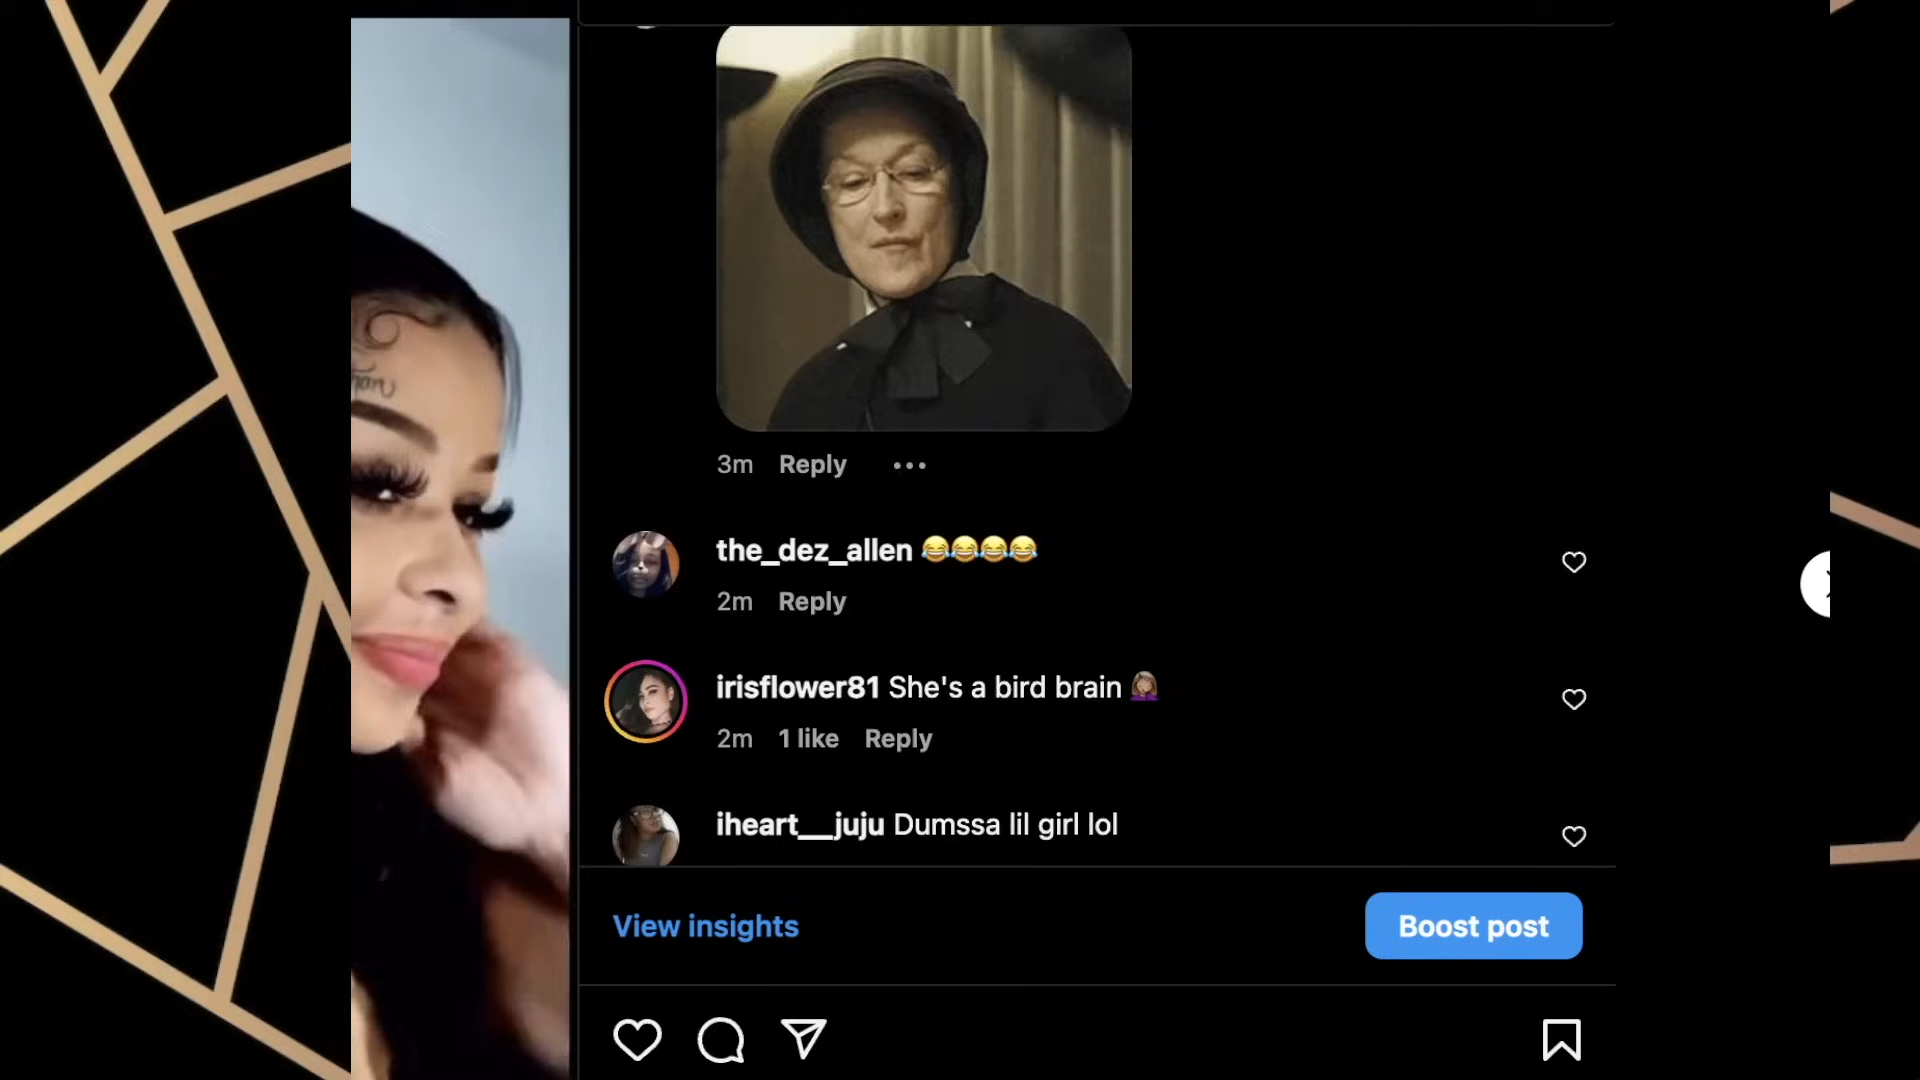 3m Reply
the_dez_allen 😂😂😂😂
2m Reply
irisflower81 She's a bird brain 🤦🏽‍♀️
2m 1 like Reply
iheart__juju Dumssa lil girl lol
View insights
Boost post